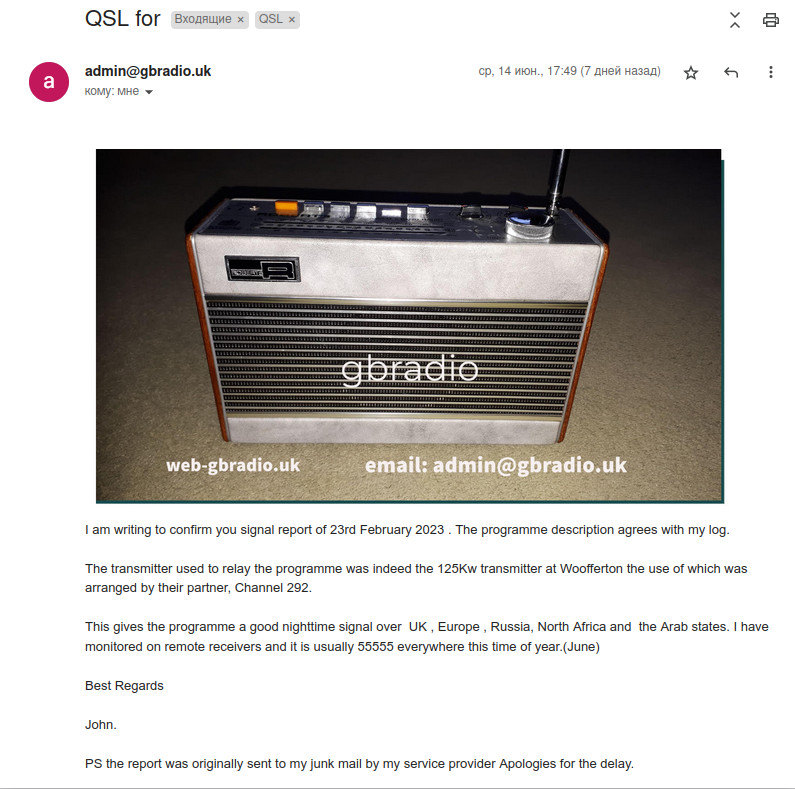 QSL for Входящие × QSL ×
admin@gbradio.uk ср, 14 июн., 17:49 (7 дней назад)
a
кому: мне
ROBERTS R
gbradio
web-gbradio.uk email: admin@gbradio.uk
I am writing to confirm you signal report of 23rd February 2023 . The programme description agrees with my log.
The transmitter used to relay the programme was indeed the 125Kw transmitter at Woofferton the use of which was
arranged by their partner, Channel 292.
This gives the programme a good nighttime signal over  UK , Europe , Russia, North Africa and  the Arab states. I have
monitored on remote receivers and it is usually 55555 everywhere this time of year.(June)
Best Regards
John.
PS the report was originally sent to my junk mail by my service provider Apologies for the delay.